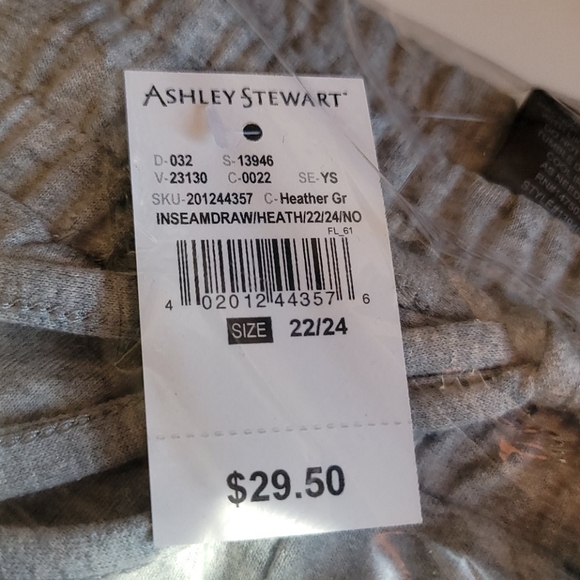 ASHLEY STEWART
D-032 S-13946
V-23130 C-0022 SE-YS
SKU-201244357 C-Heather Gr
INSEAMDRAW/HEATH/22/24/NO
FL_61
4 02012 44357 6
SIZE 22/24
$29.50